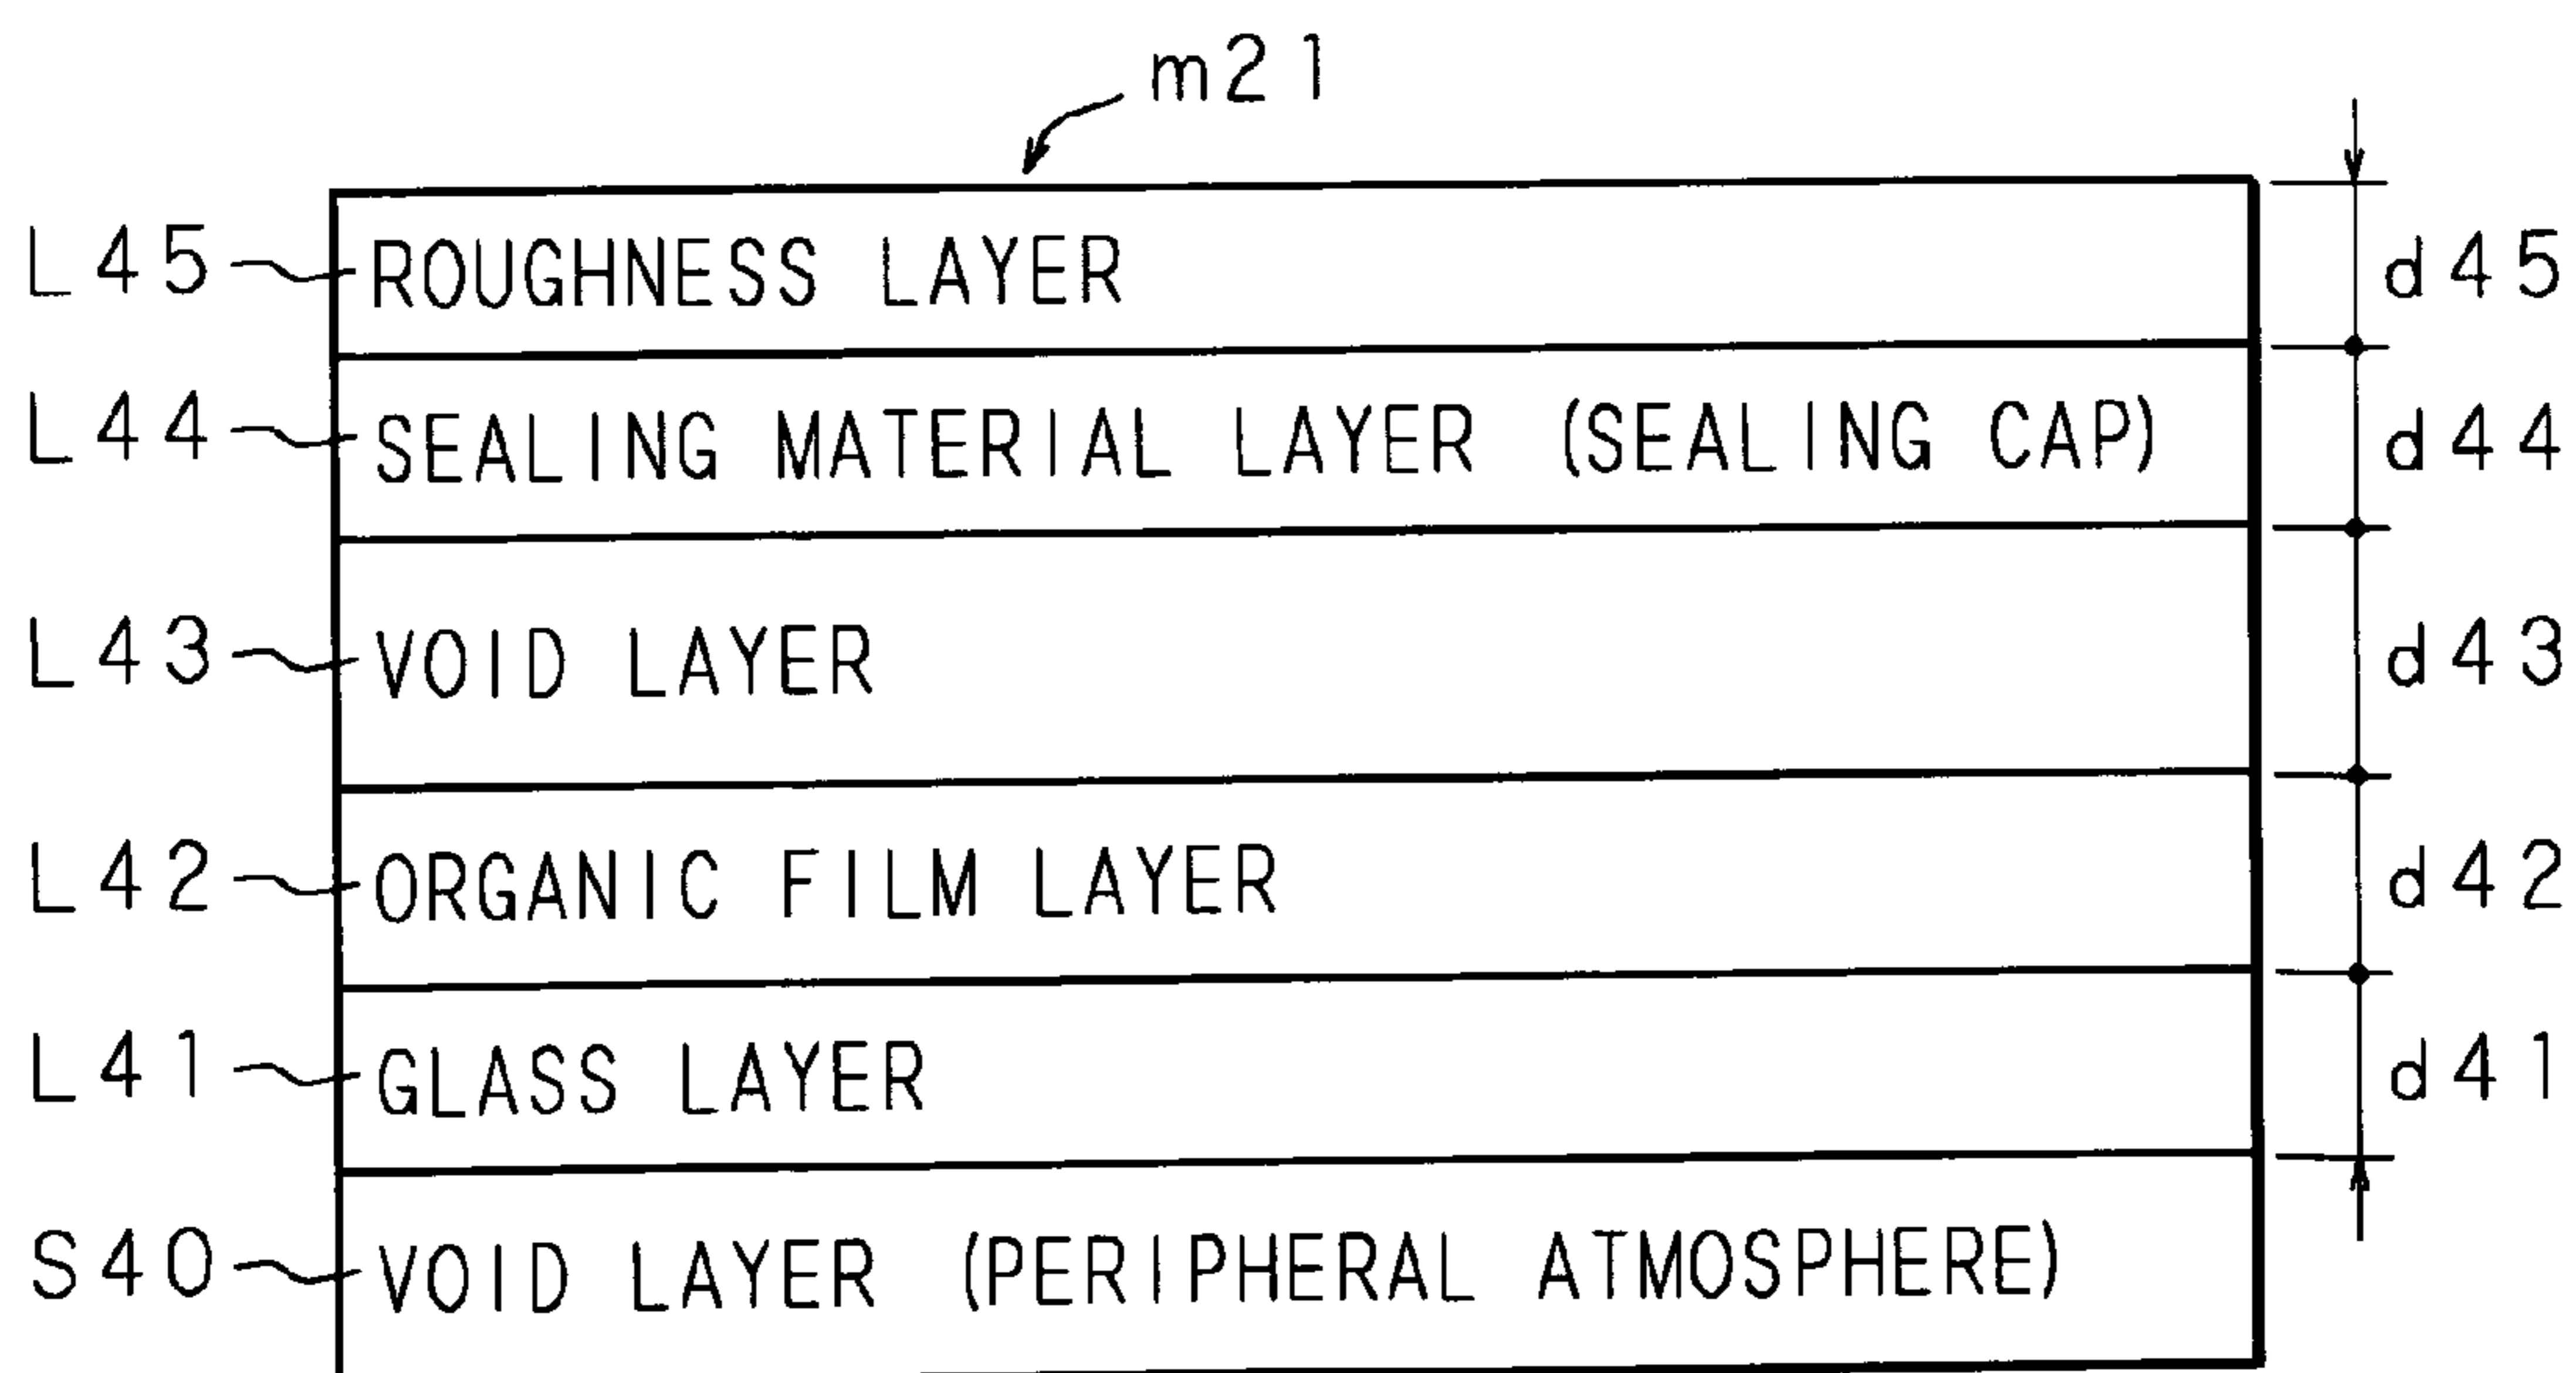 m21
L45 ROUGHNESS LAYER d45
L44 SEALING MATERIAL LAYER (SEALING CAP) d44
L43 VOID LAYER d43
L42 ORGANIC FILM LAYER d42
L41 GLASS LAYER d41
S40 VOID LAYER (PERIPHERAL ATMOSPHERE)